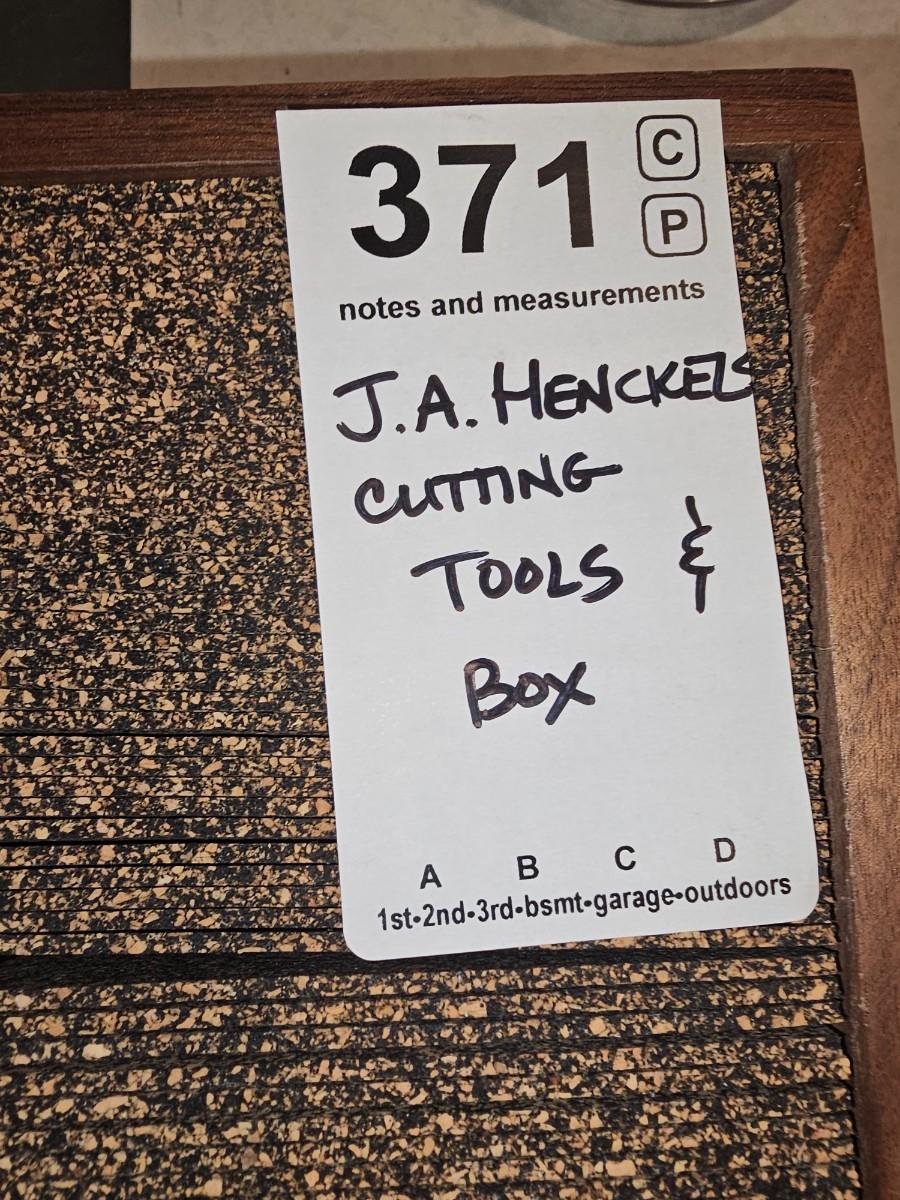 371
C
P
notes and measurements
J.A. HENCKELS
CUTTING
TOOLS &
BOX
A B C D
1st•2nd•3rd•bsmt•garage•outdoors